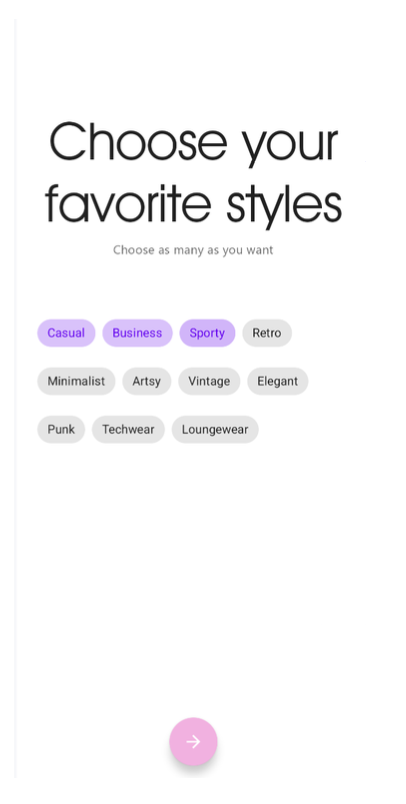 Choose your
favorite styles
Choose as many as you want
Casual Business Sporty Retro
Minimalist Artsy Vintage Elegant
Punk Techwear Loungewear